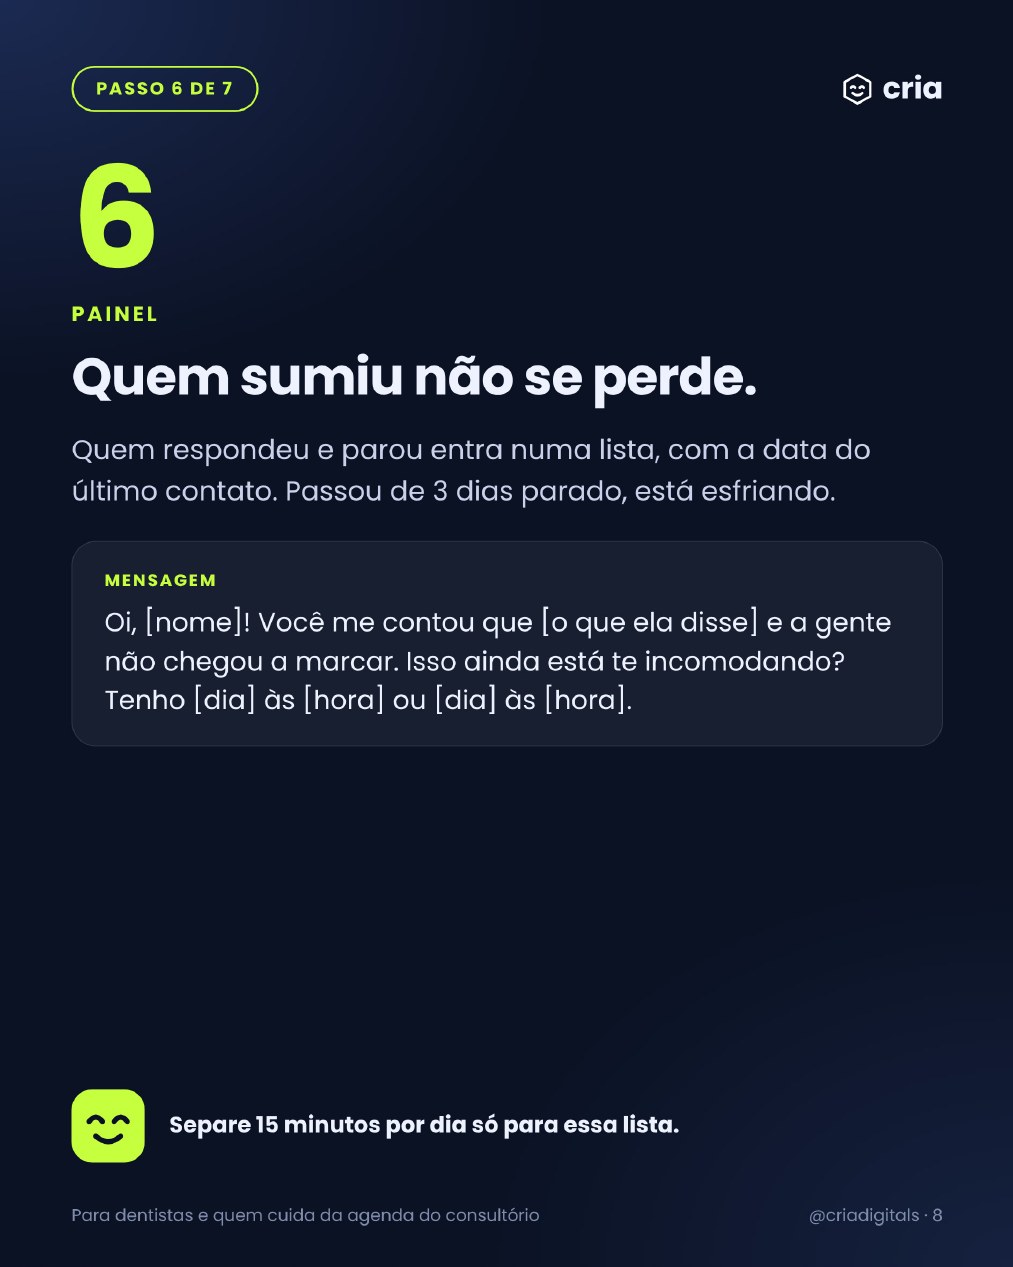 PASSO 6 DE 7
cria
6
PAINEL
Quem sumiu não se perde.
Quem respondeu e parou entra numa lista, com a data do
último contato. Passou de 3 dias parado, está esfriando.
MENSAGEM
Oi, [nome]! Você me contou que [o que ela disse] e a gente
não chegou a marcar. Isso ainda está te incomodando?
Tenho [dia] às [hora] ou [dia] às [hora].
Separe 15 minutos por dia só para essa lista.
Para dentistas e quem cuida da agenda do consultório
@criadigitals · 8